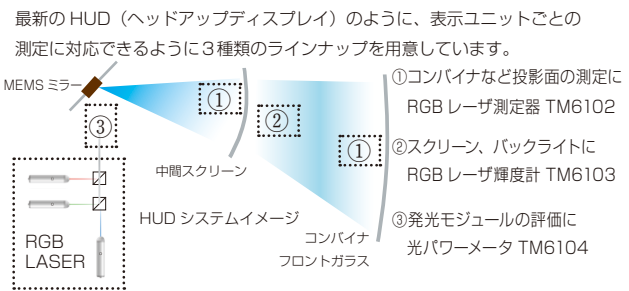 最新の HUD（ヘッドアップディスプレイ）のように、表示ユニットごとの
測定に対応できるように３種類のラインナップを用意しています。
MEMS ミラー
①
②
①
③
中間スクリーン
HUD システムイメージ
コンバイナ
フロントガラス
RGB
LASER
①コンバイナなど投影面の測定に
RGB レーザ測定器 TM6102
②スクリーン、バックライトに
RGB レーザ輝度計 TM6103
③発光モジュールの評価に
光パワーメータ TM6104